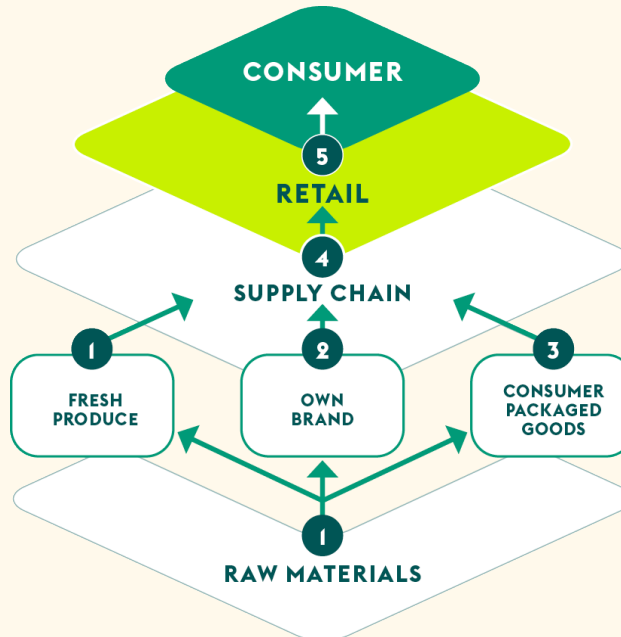 CONSUMER
5
RETAIL
4
SUPPLY CHAIN
1
2
3
FRESH
PRODUCE
OWN
BRAND
CONSUMER
PACKAGED
GOODS
1
RAW MATERIALS